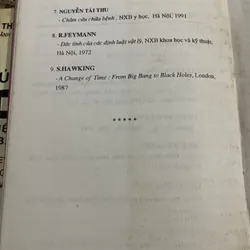 7. NGUYỄN TÀI THU
- Châm cứu chữa bệnh, NXB y học, Hà Nội, 1991
8. R.FEYMANN
- Đặc tính của các định luật vật lý, NXB khoa học và kỹ thuật,
Hà Nội, 1972
9. S.HAWKING
- A Change of Time : From Big Bang to Black Holer, London,
1987
*****